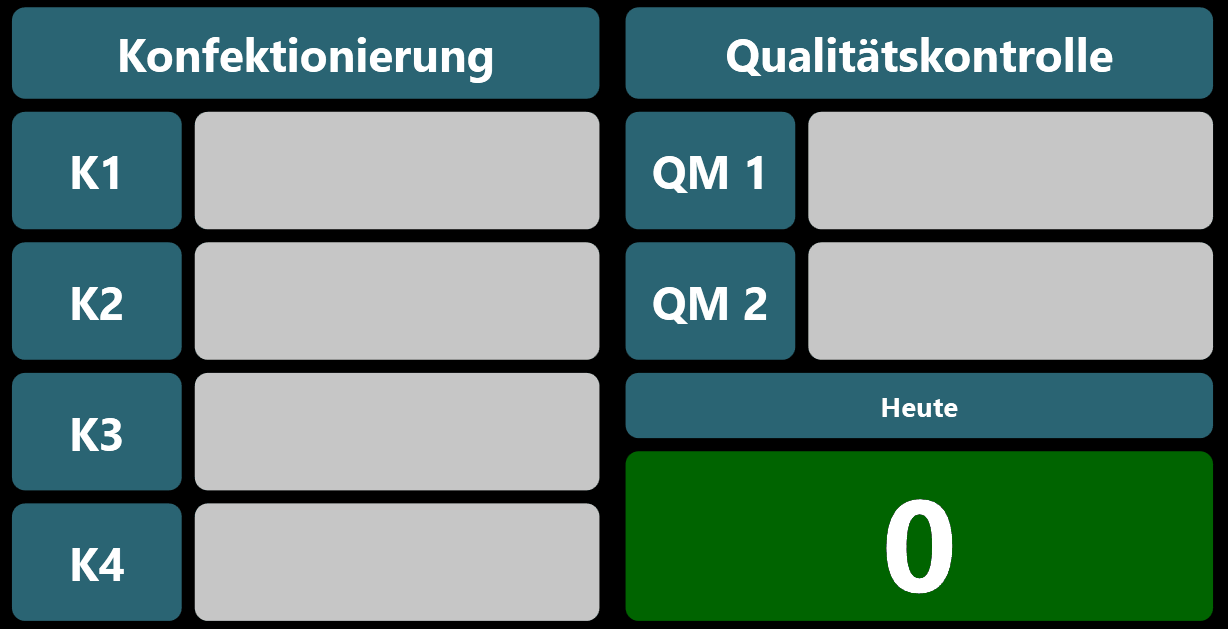 Konfektionierung
K1
K2
K3
K4
Qualitätskontrolle
QM 1
QM 2
Heute
0